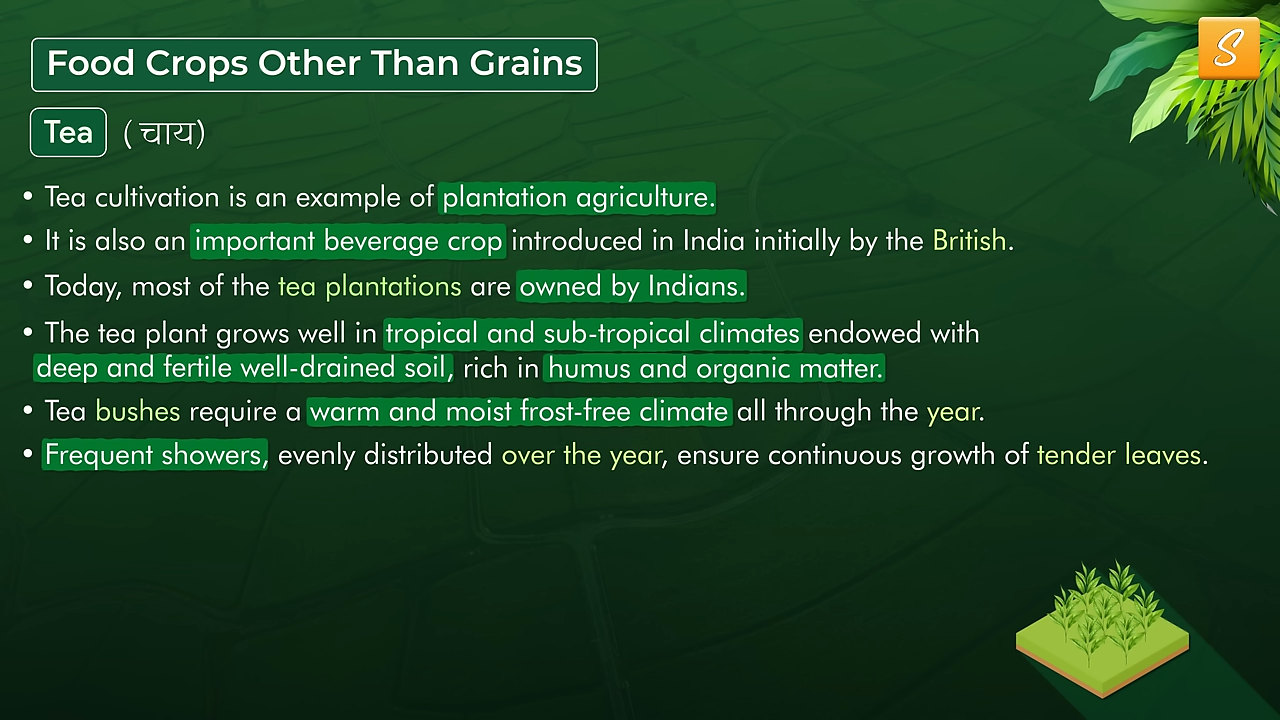 Food Crops Other Than Grains
S
Tea ( चाय)
• Tea cultivation is an example of plantation agriculture.
• It is also an important beverage crop introduced in India initially by the British.
• Today, most of the tea plantations are owned by Indians.
• The tea plant grows well in tropical and sub-tropical climates endowed with
deep and fertile well-drained soil, rich in humus and organic matter.
• Tea bushes require a warm and moist frost-free climate all through the year.
• Frequent showers, evenly distributed over the year, ensure continuous growth of tender leaves.